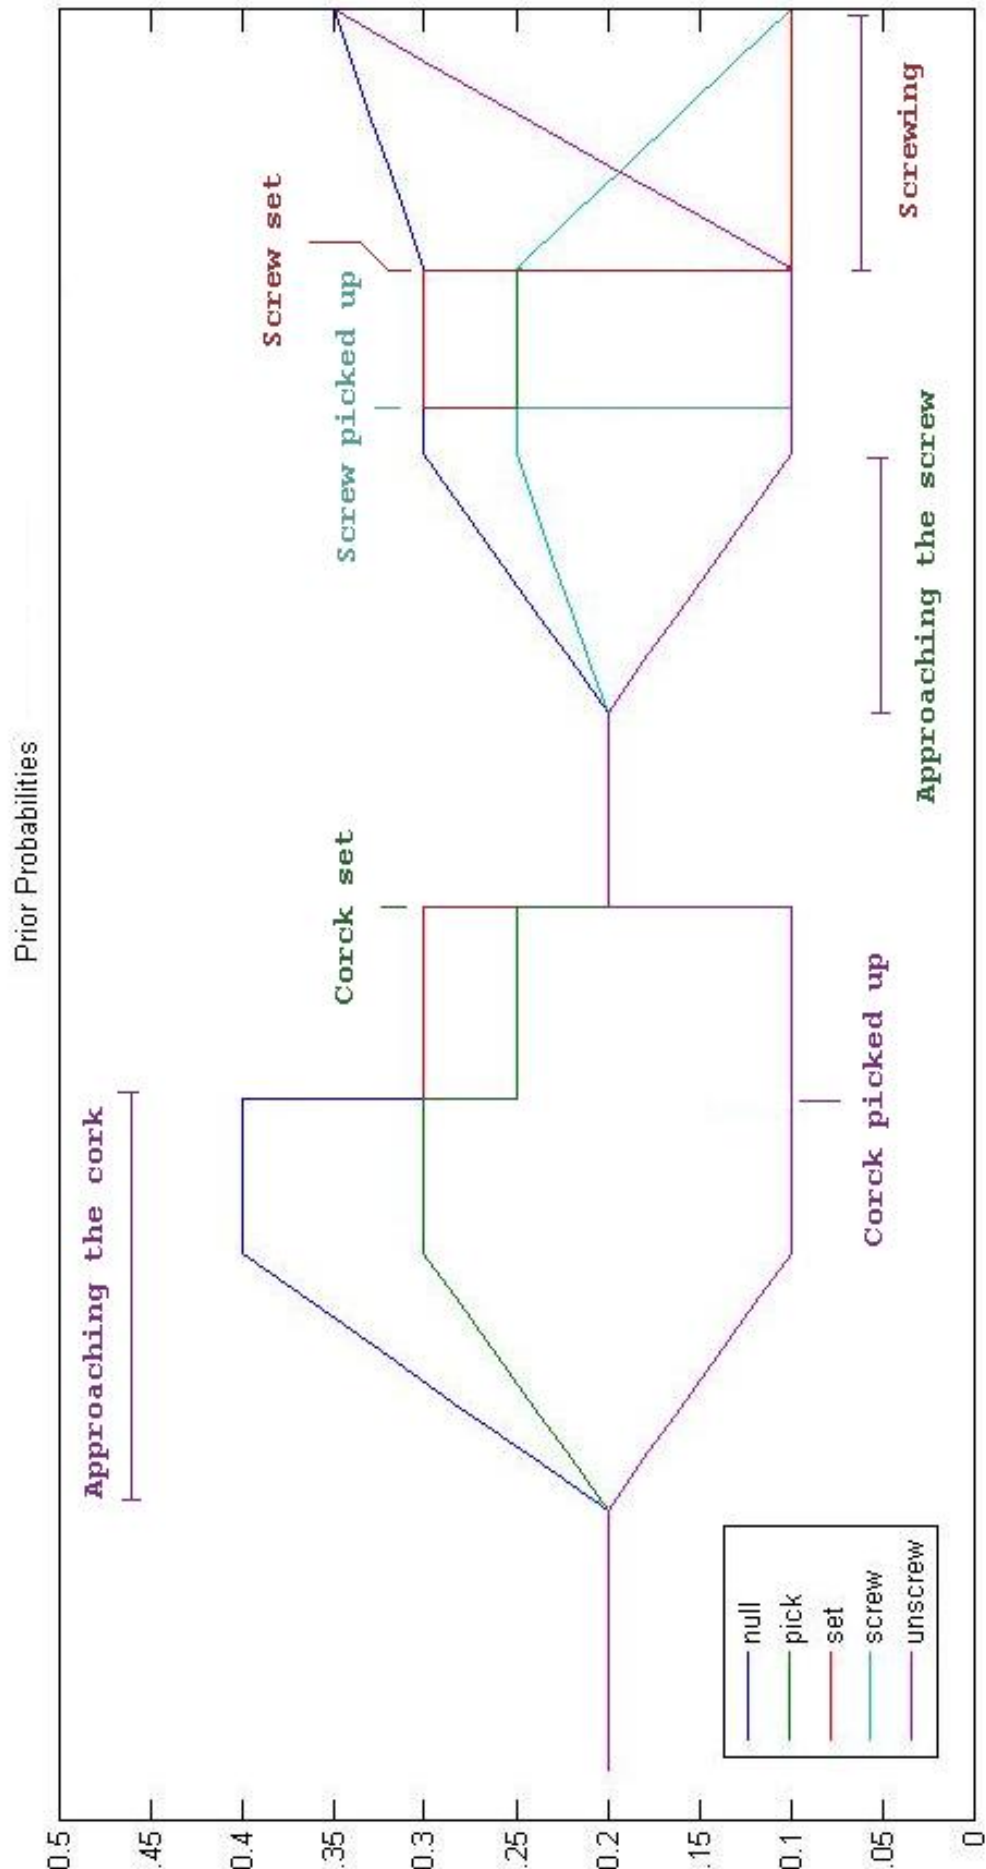 Prior Probabilities
0.5
.45
0.4
.35
0.3
.25
0.2
.15
0.1
.05
0
Approaching the cork
Corck set
Corck picked up
Screw picked up
Screw set
Approaching the screw
Screwing
null
pick
set
screw
unscrew